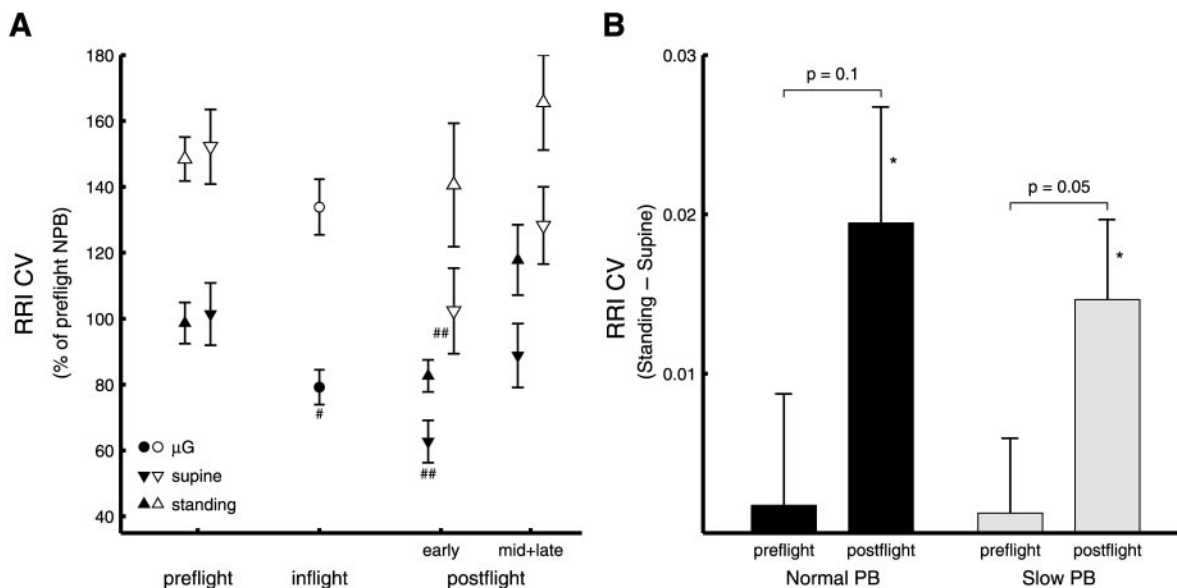 A
RRI CV
(% of preflight NPB)
180
160
140
120
100
80
60
40
#
##
##
μG
supine
standing
early
mid+late
preflight
inflight
postflight
B
RRI CV
(Standing – Supine)
0.03
0.02
0.01
p = 0.1
*
p = 0.05
*
preflight
postflight
preflight
postflight
Normal PB
Slow PB